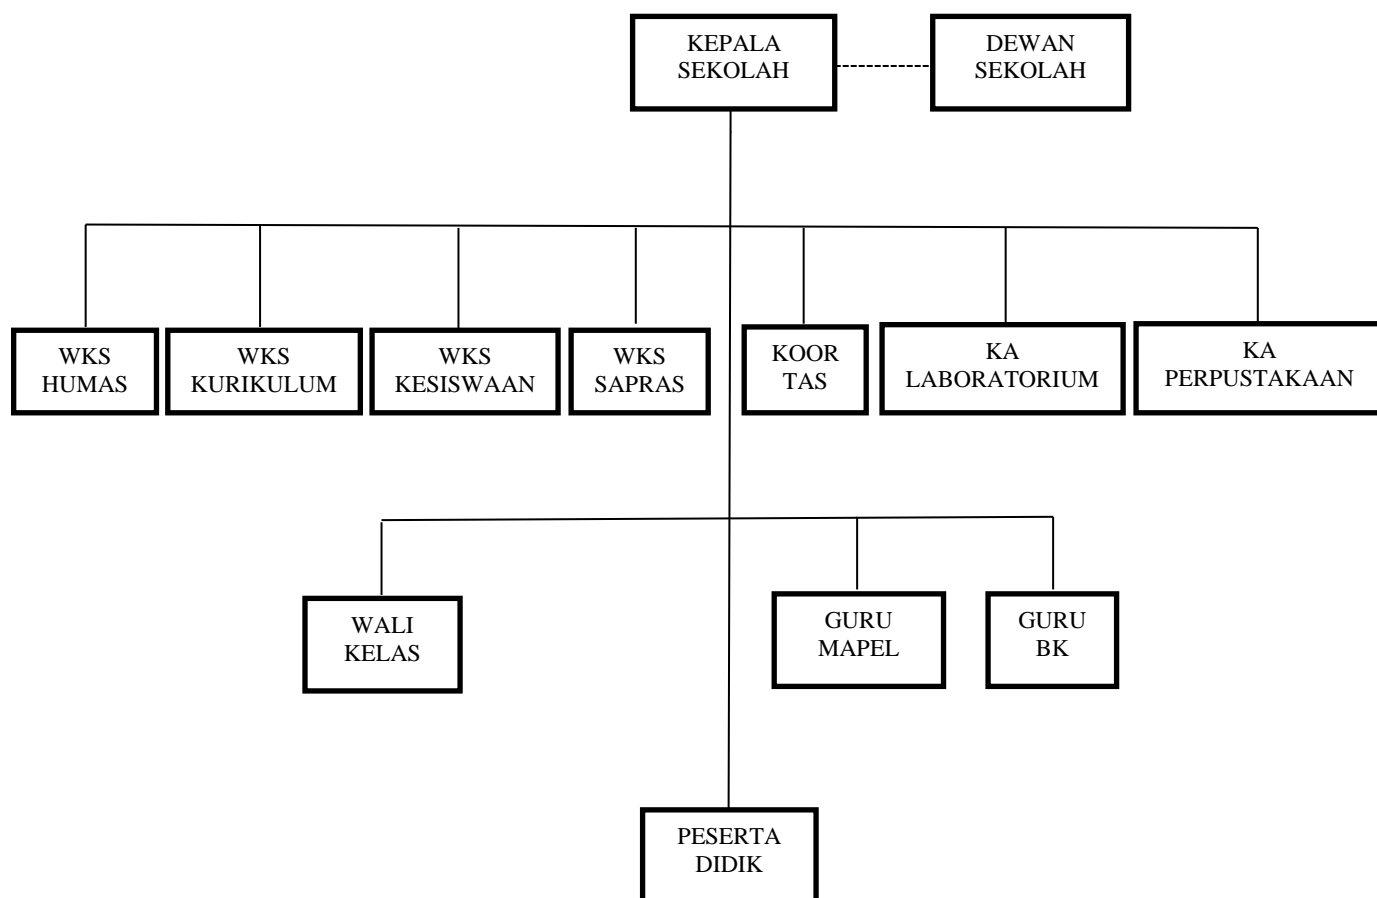 KEPALA
SEKOLAH
DEWAN
SEKOLAH
WKS
HUMAS
WKS
KURIKULUM
WKS
KESISWAAN
WKS
SAPRAS
KOOR
TAS
KA
LABORATORIUM
KA
PERPUSTAKAAN
WALI
KELAS
GURU
MAPEL
GURU
BK
PESERTA
DIDIK